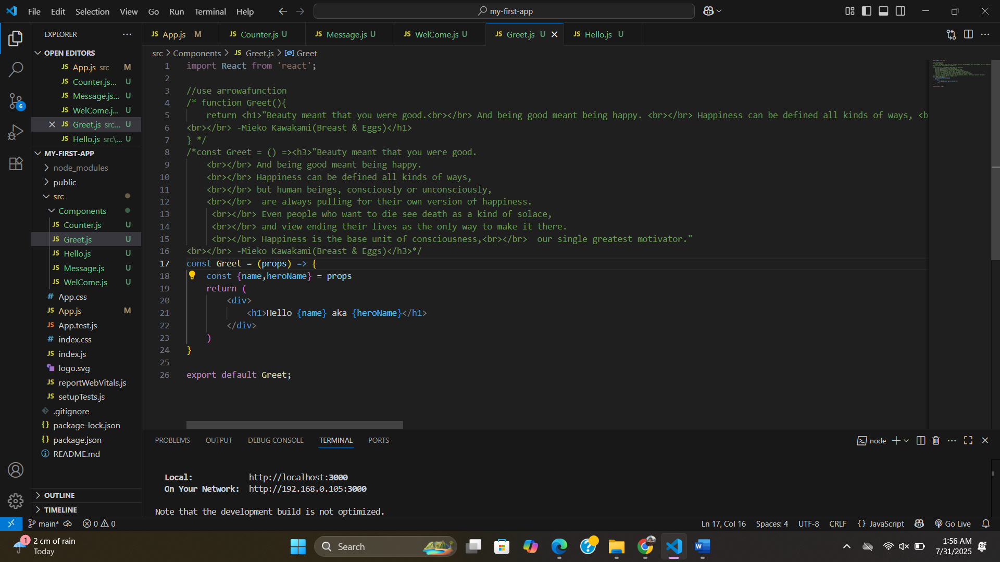 File Edit Selection View Go Run Terminal Help
my-first-app
EXPLORER
OPEN EDITORS
JS App.js src M
JS Counter.js... U
JS Message.js... U
JS WelCome.j... U
JS Greet.js src... U
JS Hello.js src\... U
MY-FIRST-APP
node_modules
public
src
Components
JS Counter.js U
JS Greet.js U
JS Hello.js U
JS Message.js U
JS WelCome.js U
# App.css
JS App.js M
JS App.test.js
# index.css
JS index.js
logo.svg
JS reportWebVitals.js
JS setupTests.js
.gitignore
{} package-lock.json
{} package.json
README.md
OUTLINE
TIMELINE
6
JS App.js M JS Counter.js U JS Message.js U JS WelCome.js U JS Greet.js U JS Hello.js U
src > Components > JS Greet.js > Greet
1 import React from 'react';
2
3 //use arrowafunction
4 /* function Greet(){
5 return <h1>"Beauty meant that you were good.<br></br> And being good meant being happy. <br></br> Happiness can be defined all kinds of ways, <b
6 <br></br> -Mieko Kawakami(Breast & Eggs)</h1>
7 } */
8 /*const Greet = () =><h3>"Beauty meant that you were good.
9 <br></br> And being good meant being happy.
10 <br></br> Happiness can be defined all kinds of ways,
11 <br></br> but human beings, consciously or unconsciously,
12 <br></br>  are always pulling for their own version of happiness.
13 <br></br> Even people who want to die see death as a kind of solace,
14 <br></br> and view ending their lives as the only way to make it there.
15 <br></br> Happiness is the base unit of consciousness,<br></br>  our single greatest motivator."
16 <br></br> -Mieko Kawakami(Breast & Eggs)</h3>*/
17 const Greet = (props) => {
18 const {name,heroName} = props
19 return (
20 <div>
21 <h1>Hello {name} aka {heroName}</h1>
22 </div>
23 )
24 }
25
26 export default Greet;
PROBLEMS OUTPUT DEBUG CONSOLE TERMINAL PORTS
node
Local: http://localhost:3000
On Your Network: http://192.168.0.105:3000
Note that the development build is not optimized.
main* 0 0
Ln 17, Col 16 Spaces: 4 UTF-8 CRLF {} JavaScript Go Live
1
2 cm of rain
Today
Search
1:56 AM
7/31/2025